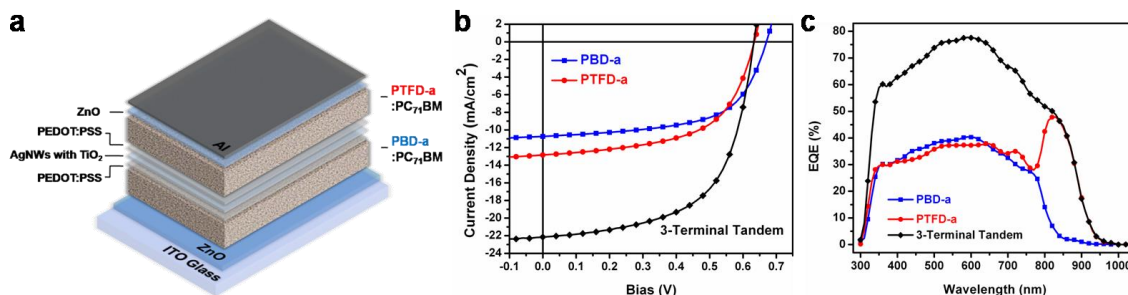 a
ZnO
PEDOT:PSS
AgNWs with TiO2
PEDOT:PSS
Al
ZnO
ITO Glass
PTFD-a
:PC71BM
PBD-a
:PC71BM
b
Current Density (mA/cm2)
2
0
-2
-4
-6
-8
-10
-12
-14
-16
-18
-20
-22
-24
PBD-a
PTFD-a
3-Terminal Tandem
-0.1 0.0 0.1 0.2 0.3 0.4 0.5 0.6 0.7
Bias (V)
c
EQE (%)
80
70
60
50
40
30
20
10
0
PBD-a
PTFD-a
3-Terminal Tandem
300 400 500 600 700 800 900 1000
Wavelength (nm)